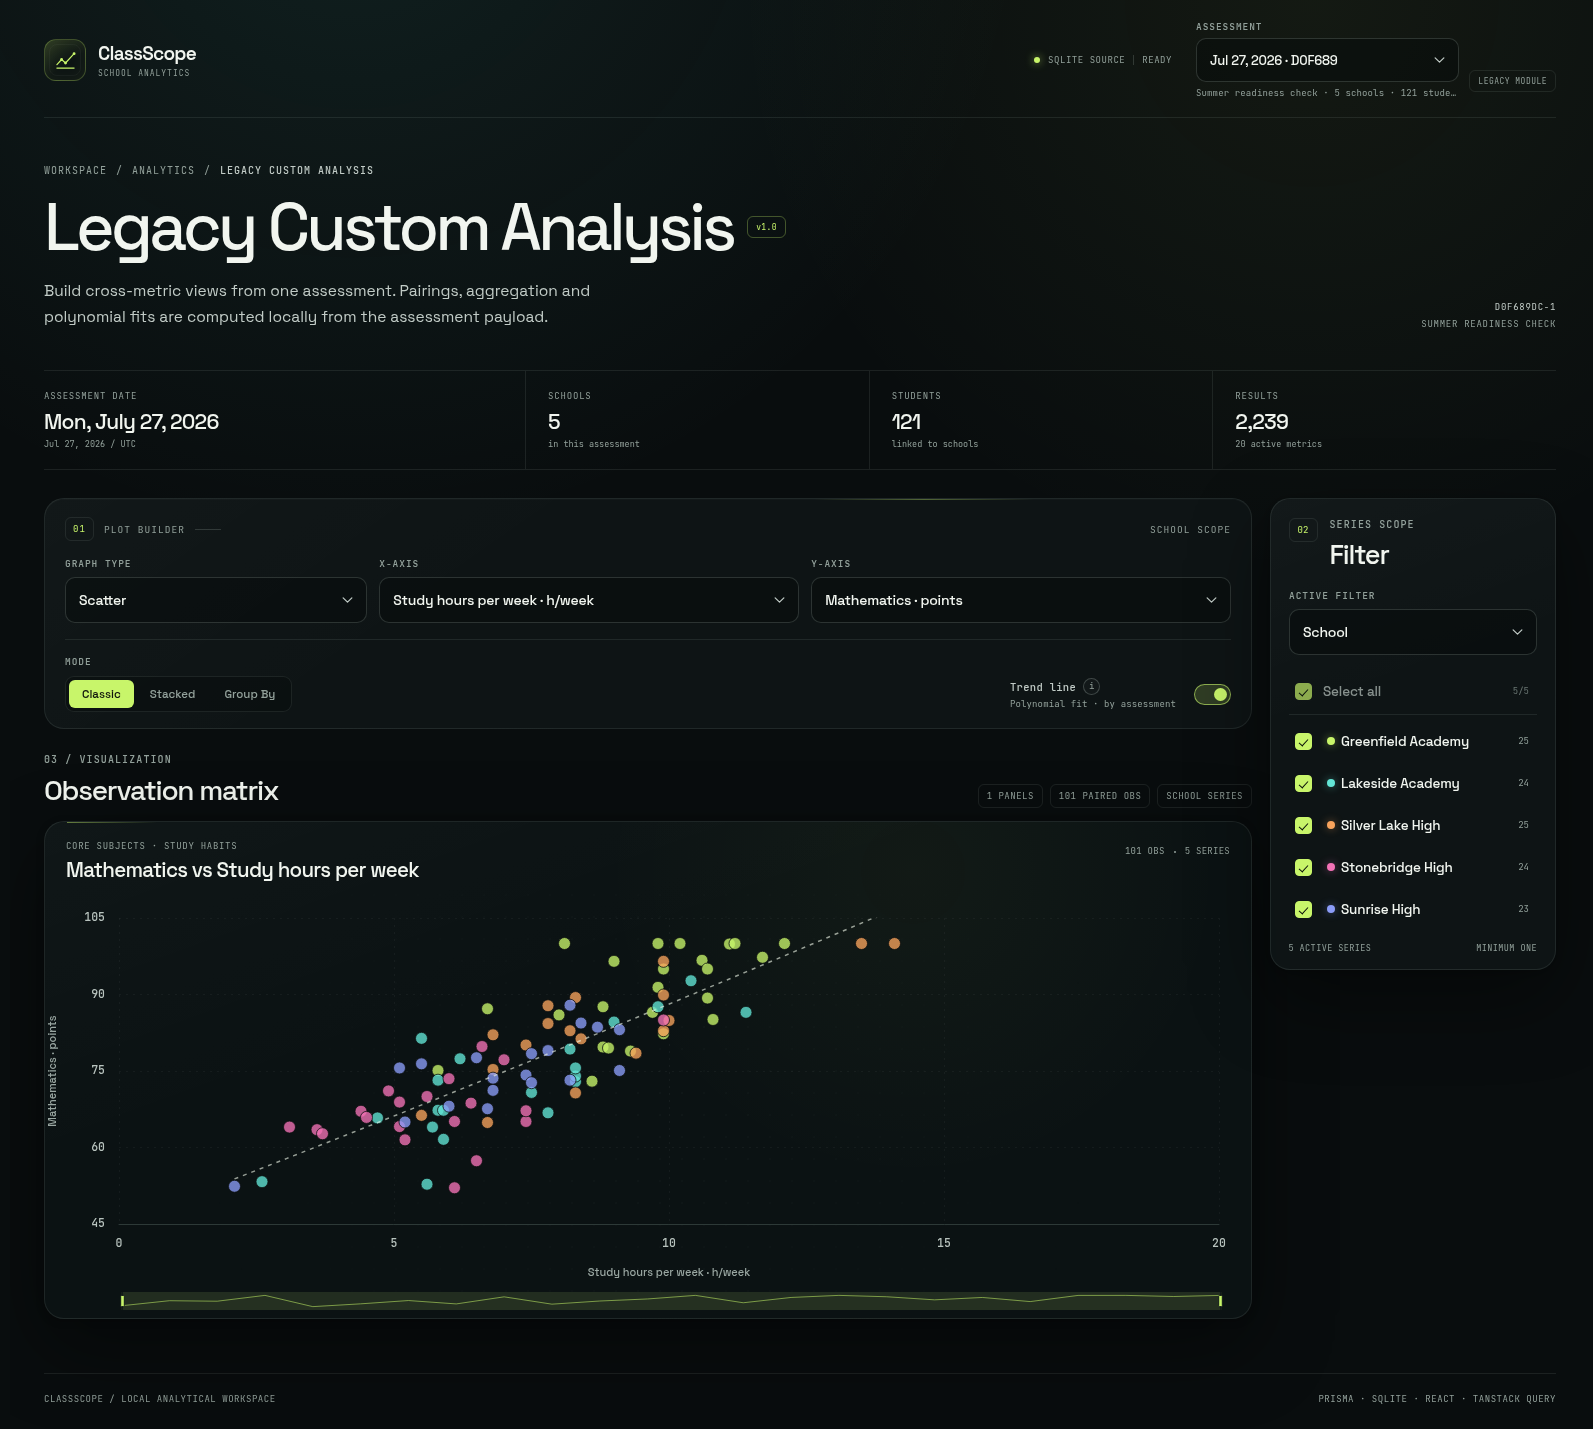 ClassScope
SCHOOL ANALYTICS
SQLITE SOURCE | READY
ASSESSMENT
Jul 27, 2026 · D0F689
Summer readiness check · 5 schools · 121 stude…
LEGACY MODULE
WORKSPACE / ANALYTICS / LEGACY CUSTOM ANALYSIS
Legacy Custom Analysis v1.0
Build cross-metric views from one assessment. Pairings, aggregation and
polynomial fits are computed locally from the assessment payload.
D0F689DC-1
SUMMER READINESS CHECK
ASSESSMENT DATE
Mon, July 27, 2026
Jul 27, 2026 / UTC
SCHOOLS
5
in this assessment
STUDENTS
121
linked to schools
RESULTS
2,239
20 active metrics
01 PLOT BUILDER
SCHOOL SCOPE
GRAPH TYPE
Scatter
X-AXIS
Study hours per week · h/week
Y-AXIS
Mathematics · points
MODE
Classic Stacked Group By
Trend line i
Polynomial fit · by assessment
02 SERIES SCOPE
Filter
ACTIVE FILTER
School
Select all 5/5
Greenfield Academy 25
Lakeside Academy 24
Silver Lake High 25
Stonebridge High 24
Sunrise High 23
5 ACTIVE SERIES MINIMUM ONE
03 / VISUALIZATION
Observation matrix
1 PANELS 101 PAIRED OBS SCHOOL SERIES
CORE SUBJECTS · STUDY HABITS
Mathematics vs Study hours per week
101 OBS · 5 SERIES
105
90
75
60
45
Mathematics · points
0 5 10 15 20
Study hours per week · h/week
CLASSSCOPE / LOCAL ANALYTICAL WORKSPACE
PRISMA · SQLITE · REACT · TANSTACK QUERY